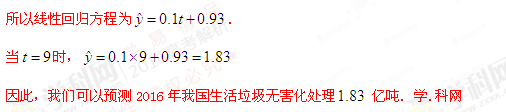 所以线性回归方程为 ŷ=0.1t+0.93．
当 t=9时， ŷ=0.1×9+0.93=1.83
因此，我们可以预测 2016 年我国生活垃圾无害化处理1.83 亿吨．学.科网